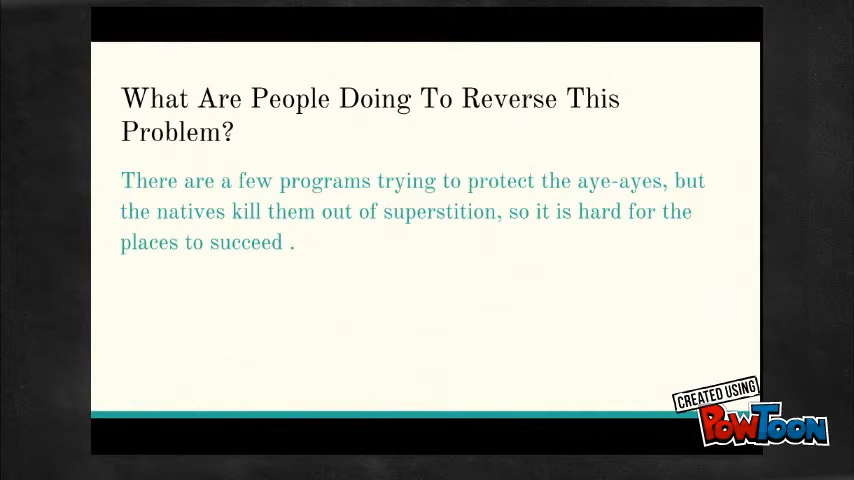 What Are People Doing To Reverse This
Problem?
There are a few programs trying to protect the aye-ayes, but
the natives kill them out of superstition, so it is hard for the
places to succeed .
CREATED USING
POWTOON